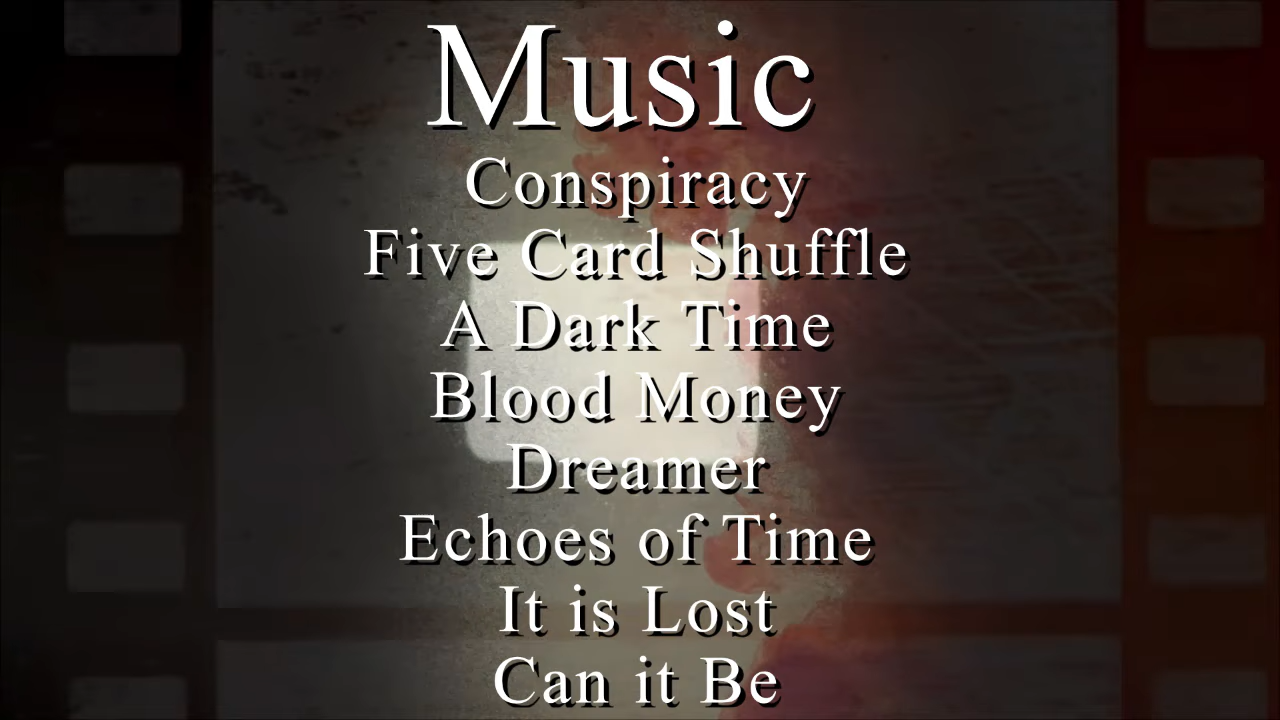 Music
Conspiracy
Five Card Shuffle
A Dark Time
Blood Money
Dreamer
Echoes of Time
It is Lost
Can it Be